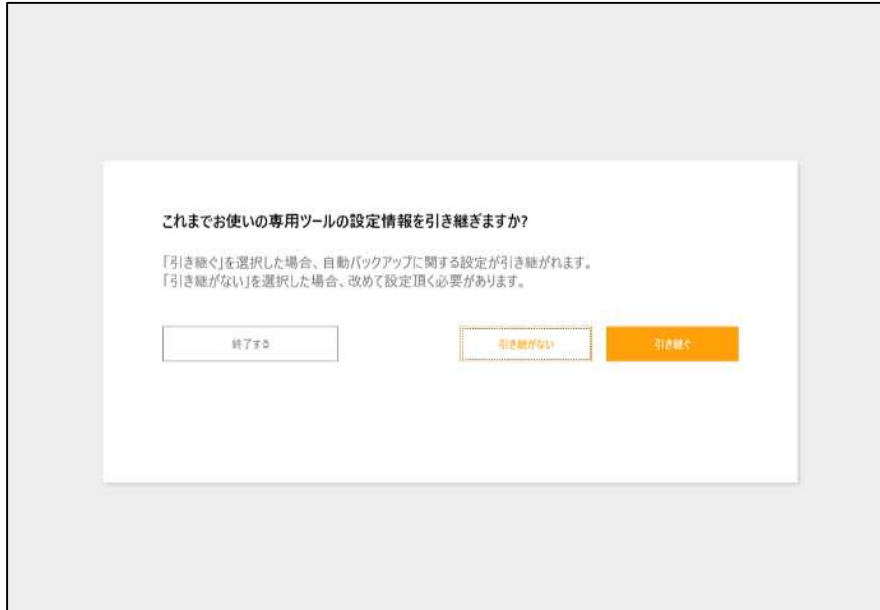 これまでお使いの専用ツールの設定情報を引き継ぎますか?
「引き継ぐ」を選択した場合、自動バックアップに関する設定が引き継がれます。
「引き継がない」を選択した場合、改めて設定頂く必要があります。
終了する
引き継がない
引き継ぐ